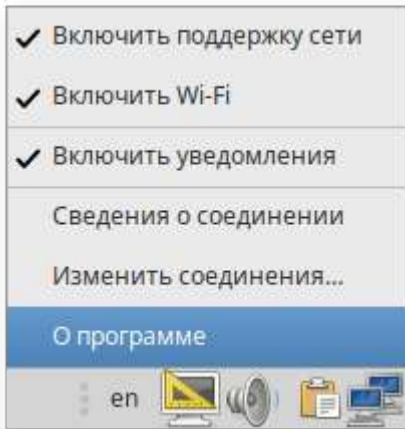 Включить поддержку сети
Включить Wi-Fi
Включить уведомления
Сведения о соединении
Изменить соединения...
О программе
en